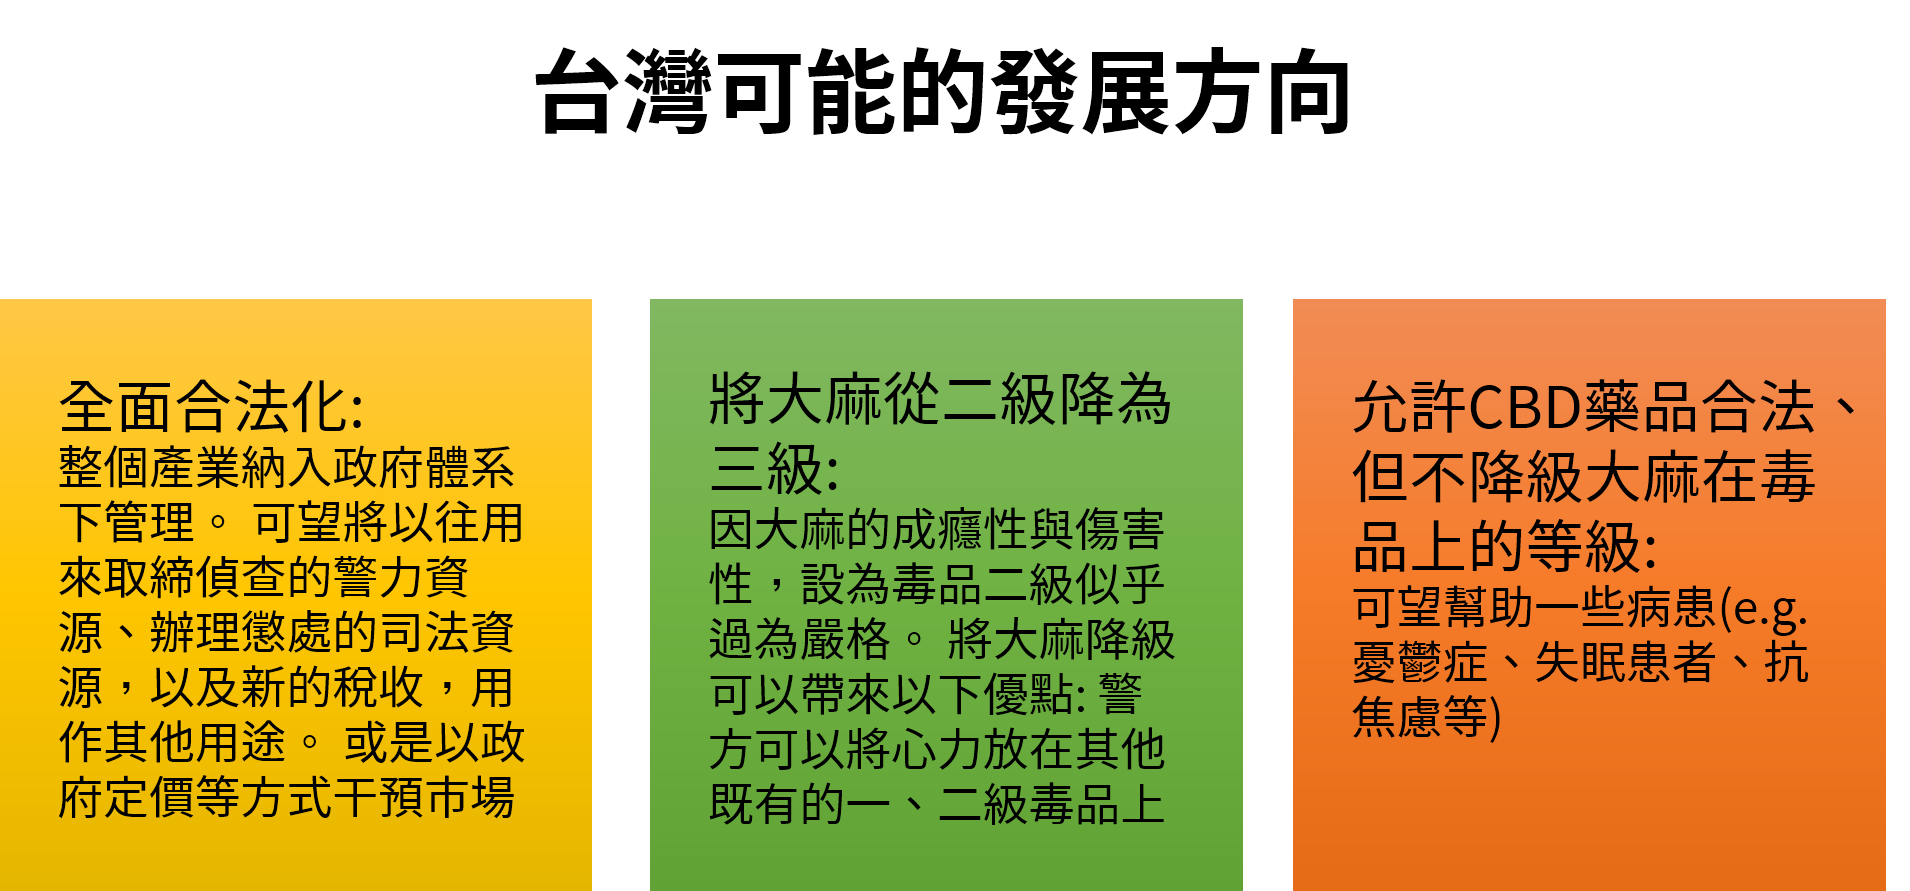 台灣可能的發展方向
全面合法化:
整個產業納入政府體系
下管理。 可望將以往用
來取締偵查的警力資
源、辦理懲處的司法資
源，以及新的稅收，用
作其他用途。 或是以政
府定價等方式干預市場
將大麻從二級降為
三級:
因大麻的成癮性與傷害
性，設為毒品二級似乎
過為嚴格。 將大麻降級
可以帶來以下優點: 警
方可以將心力放在其他
既有的一、二級毒品上
允許CBD藥品合法、
但不降級大麻在毒
品上的等級:
可望幫助一些病患(e.g.
憂鬱症、失眠患者、抗
焦慮等)